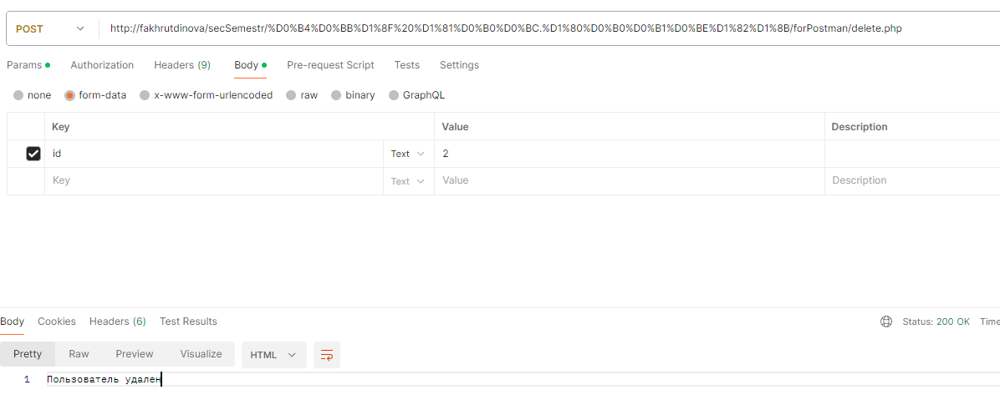 POST http://fakhrutdinova/secSemestr/%D0%B4%D0%BB%D1%8F%20%D1%81%D0%B0%D0%BC.%D1%80%D0%B0%D0%B1%D0%BE%D1%82%D1%8B/forPostman/delete.php
Params Authorization Headers (9) Body Pre-request Script Tests Settings
none form-data x-www-form-urlencoded raw binary GraphQL
Key Value Description
id Text 2
Key Text Value Description
Body Cookies Headers (6) Test Results Status: 200 OK Time
Pretty Raw Preview Visualize HTML
1 Пользователь удален